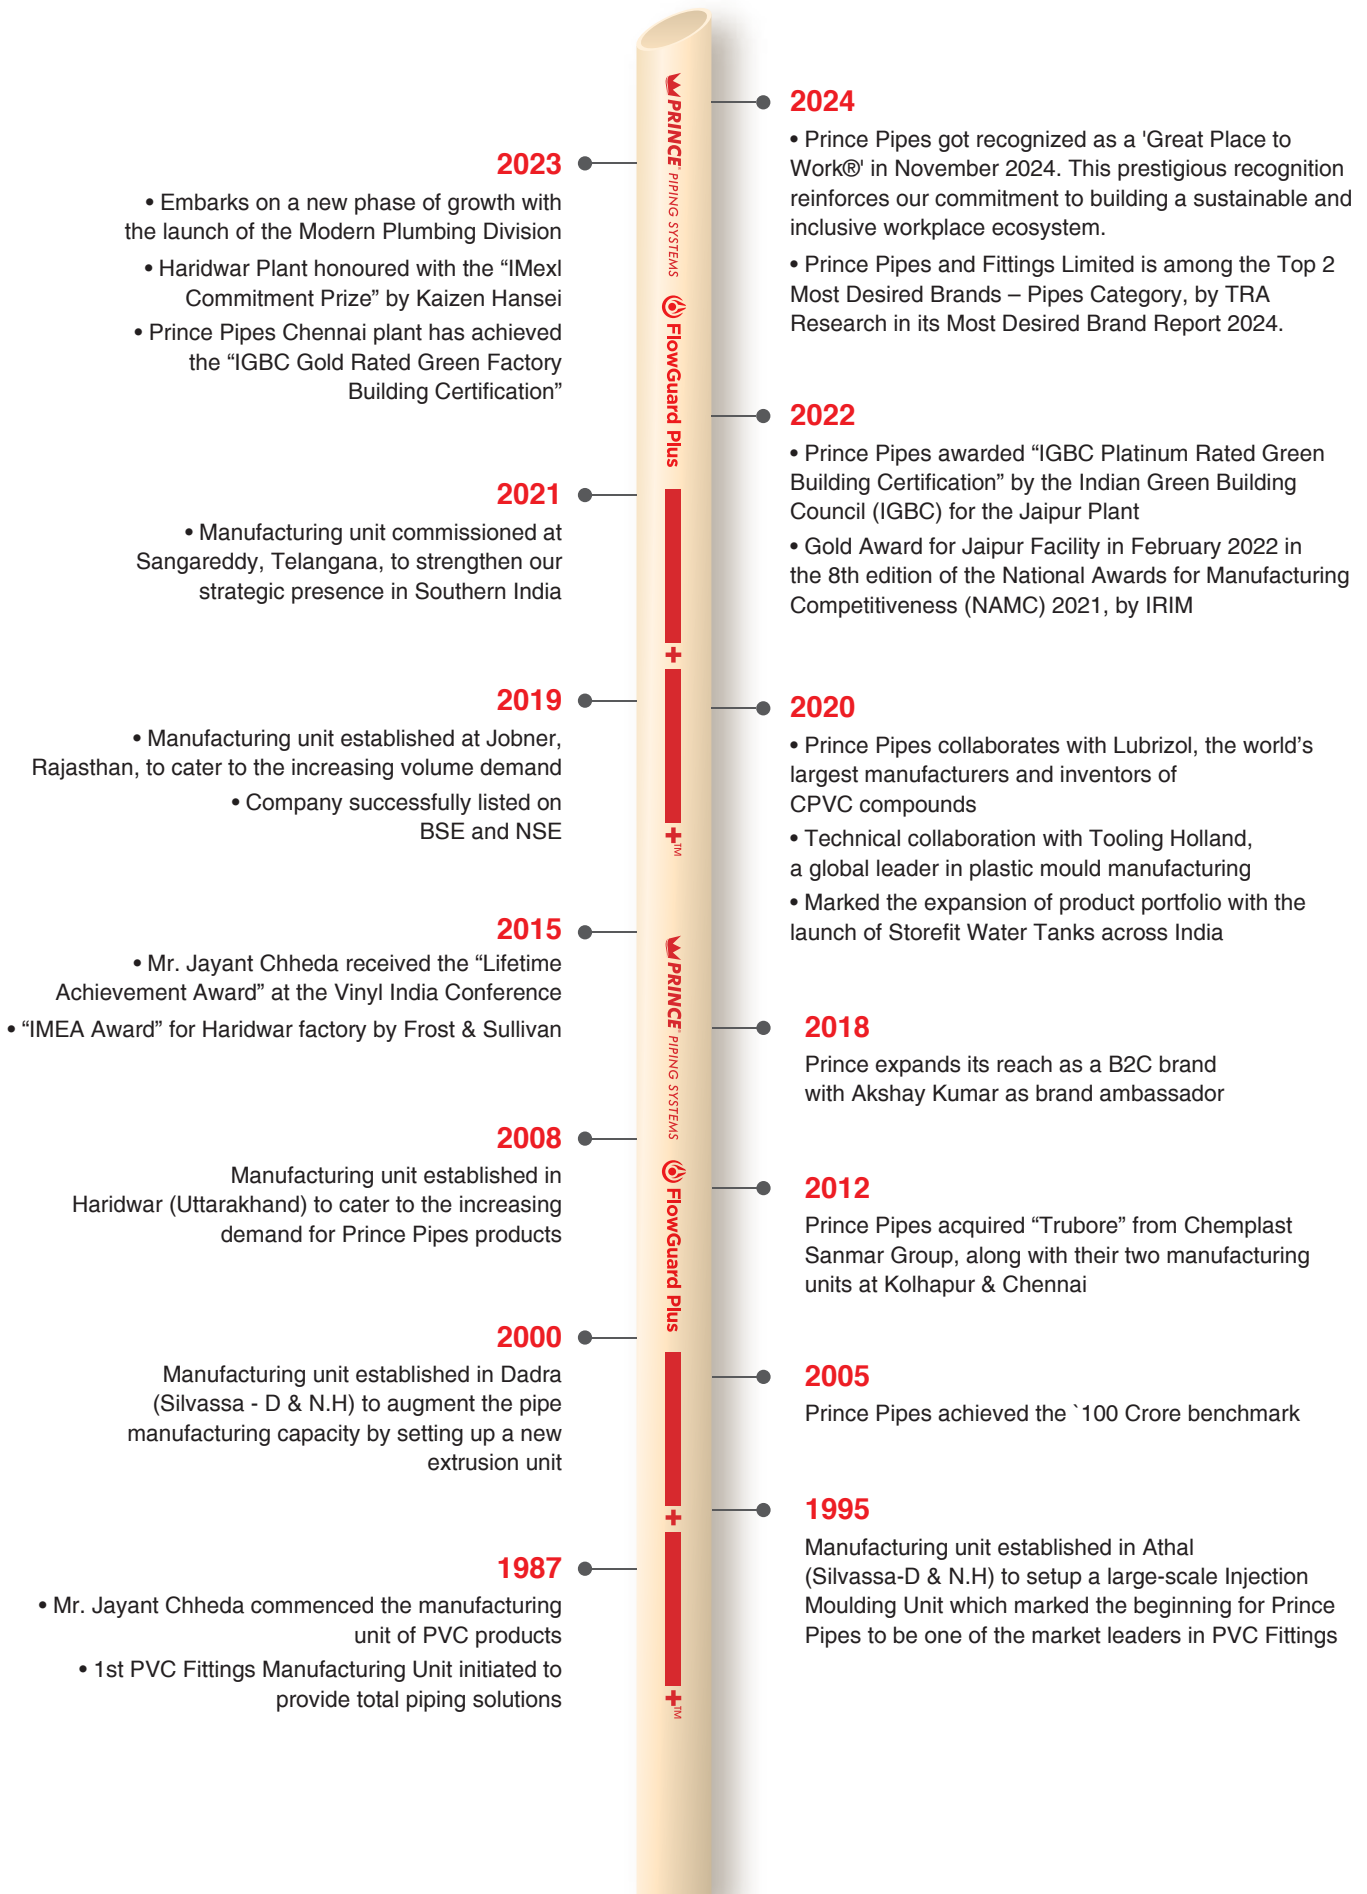 2024
• Prince Pipes got recognized as a 'Great Place to
Work®' in November 2024. This prestigious recognition
reinforces our commitment to building a sustainable and
inclusive workplace ecosystem.
• Prince Pipes and Fittings Limited is among the Top 2
Most Desired Brands – Pipes Category, by TRA
Research in its Most Desired Brand Report 2024.
2023
• Embarks on a new phase of growth with
the launch of the Modern Plumbing Division
• Haridwar Plant honoured with the “IMexI
Commitment Prize” by Kaizen Hansei
• Prince Pipes Chennai plant has achieved
the “IGBC Gold Rated Green Factory
Building Certification”
2022
• Prince Pipes awarded “IGBC Platinum Rated Green
Building Certification” by the Indian Green Building
Council (IGBC) for the Jaipur Plant
• Gold Award for Jaipur Facility in February 2022 in
the 8th edition of the National Awards for Manufacturing
Competitiveness (NAMC) 2021, by IRIM
2021
• Manufacturing unit commissioned at
Sangareddy, Telangana, to strengthen our
strategic presence in Southern India
2020
• Prince Pipes collaborates with Lubrizol, the world’s
largest manufacturers and inventors of
CPVC compounds
• Technical collaboration with Tooling Holland,
a global leader in plastic mould manufacturing
• Marked the expansion of product portfolio with the
launch of Storefit Water Tanks across India
2019
• Manufacturing unit established at Jobner,
Rajasthan, to cater to the increasing volume demand
• Company successfully listed on
BSE and NSE
2018
Prince expands its reach as a B2C brand
with Akshay Kumar as brand ambassador
2015
• Mr. Jayant Chheda received the “Lifetime
Achievement Award” at the Vinyl India Conference
• “IMEA Award” for Haridwar factory by Frost & Sullivan
2012
Prince Pipes acquired “Trubore” from Chemplast
Sanmar Group, along with their two manufacturing
units at Kolhapur & Chennai
2008
Manufacturing unit established in
Haridwar (Uttarakhand) to cater to the increasing
demand for Prince Pipes products
2005
Prince Pipes achieved the `100 Crore benchmark
2000
Manufacturing unit established in Dadra
(Silvassa - D & N.H) to augment the pipe
manufacturing capacity by setting up a new
extrusion unit
1995
Manufacturing unit established in Athal
(Silvassa-D & N.H) to setup a large-scale Injection
Moulding Unit which marked the beginning for Prince
Pipes to be one of the market leaders in PVC Fittings
1987
• Mr. Jayant Chheda commenced the manufacturing
unit of PVC products
• 1st PVC Fittings Manufacturing Unit initiated to
provide total piping solutions
PRINCE PIPING SYSTEMS FlowGuard Plus ++™
PRINCE PIPING SYSTEMS FlowGuard Plus ++™